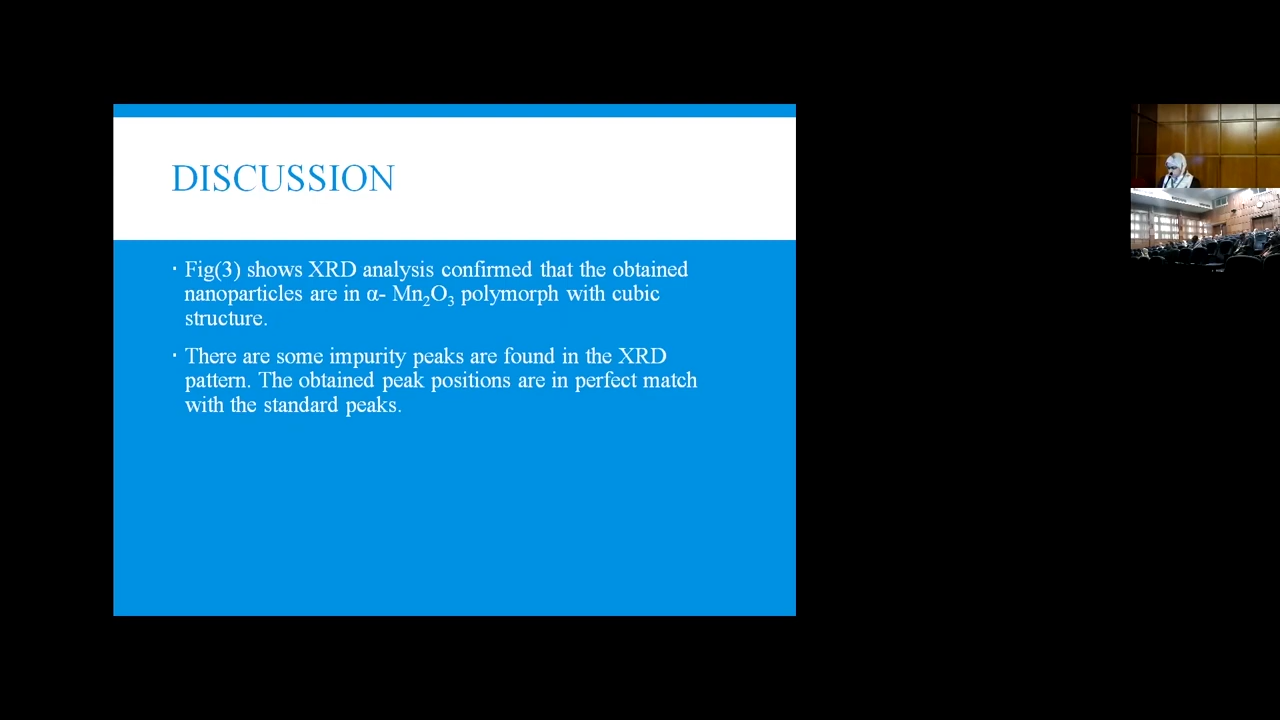 DISCUSSION
· Fig(3) shows XRD analysis confirmed that the obtained
nanoparticles are in α- Mn₂O₃ polymorph with cubic
structure.
· There are some impurity peaks are found in the XRD
pattern. The obtained peak positions are in perfect match
with the standard peaks.